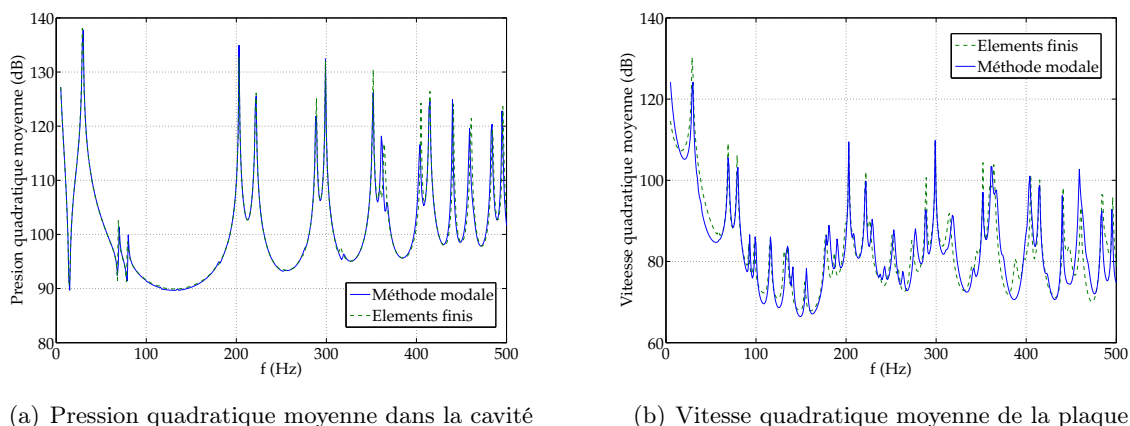 140
130
120
110
100
90
80
0
100
200
300
400
500
Presion quadratique moyenne (dB)
f (Hz)
Méthode modale
Elements finis
(a) Pression quadratique moyenne dans la cavité
140
120
100
80
60
0
100
200
300
400
500
Vitesse quadratique moyenne (dB)
f (Hz)
Elements finis
Méthode modale
(b) Vitesse quadratique moyenne de la plaque